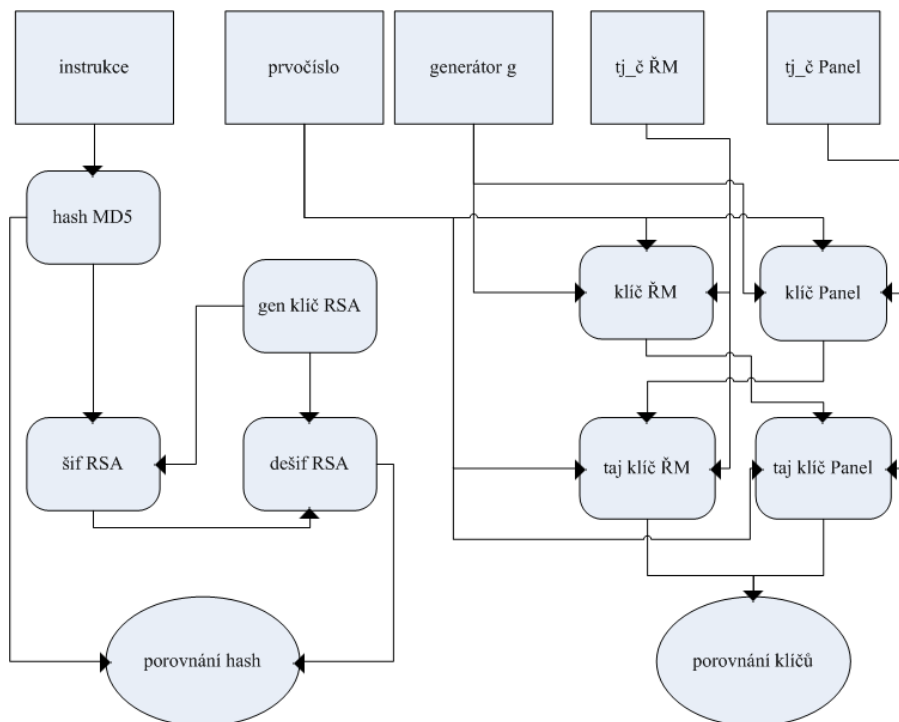 instrukce
prvočíslo
generátor g
tj_č ŘM
tj_č Panel
hash MD5
gen klíč RSA
klíč ŘM
klíč Panel
šif RSA
dešif RSA
taj klíč ŘM
taj klíč Panel
porovnání hash
porovnání klíčů